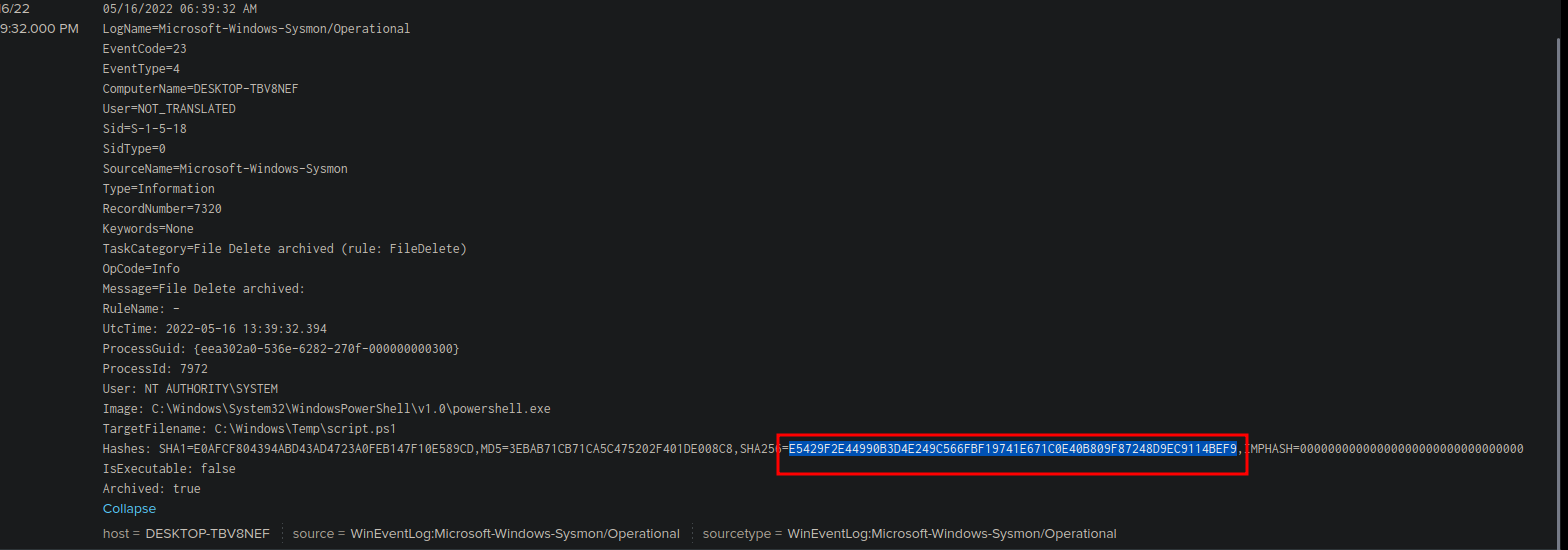 16/22
05/16/2022 06:39:32 AM
9:32.000 PM
LogName=Microsoft-Windows-Sysmon/Operational
EventCode=23
EventType=4
ComputerName=DESKTOP-TBV8NEF
User=NOT_TRANSLATED
Sid=S-1-5-18
SidType=0
SourceName=Microsoft-Windows-Sysmon
Type=Information
RecordNumber=7320
Keywords=None
TaskCategory=File Delete archived (rule: FileDelete)
OpCode=Info
Message=File Delete archived:
RuleName: -
UtcTime: 2022-05-16 13:39:32.394
ProcessGuid: {eea302a0-536e-6282-270f-000000000300}
ProcessId: 7972
User: NT AUTHORITY\SYSTEM
Image: C:\Windows\System32\WindowsPowerShell\v1.0\powershell.exe
TargetFilename: C:\Windows\Temp\script.ps1
Hashes: SHA1=E0AFCF804394ABD43AD4723A0FEB147F10E589CD,MD5=3EBAB71CB71CA5C475202F401DE008C8,SHA256=E5429F2E44990B3D4E249C566FBF19741E671C0E40B809F87248D9EC9114BEF9,IMPHASH=00000000000000000000000000000000
IsExecutable: false
Archived: true
Collapse
host = DESKTOP-TBV8NEF source = WinEventLog:Microsoft-Windows-Sysmon/Operational sourcetype = WinEventLog:Microsoft-Windows-Sysmon/Operational